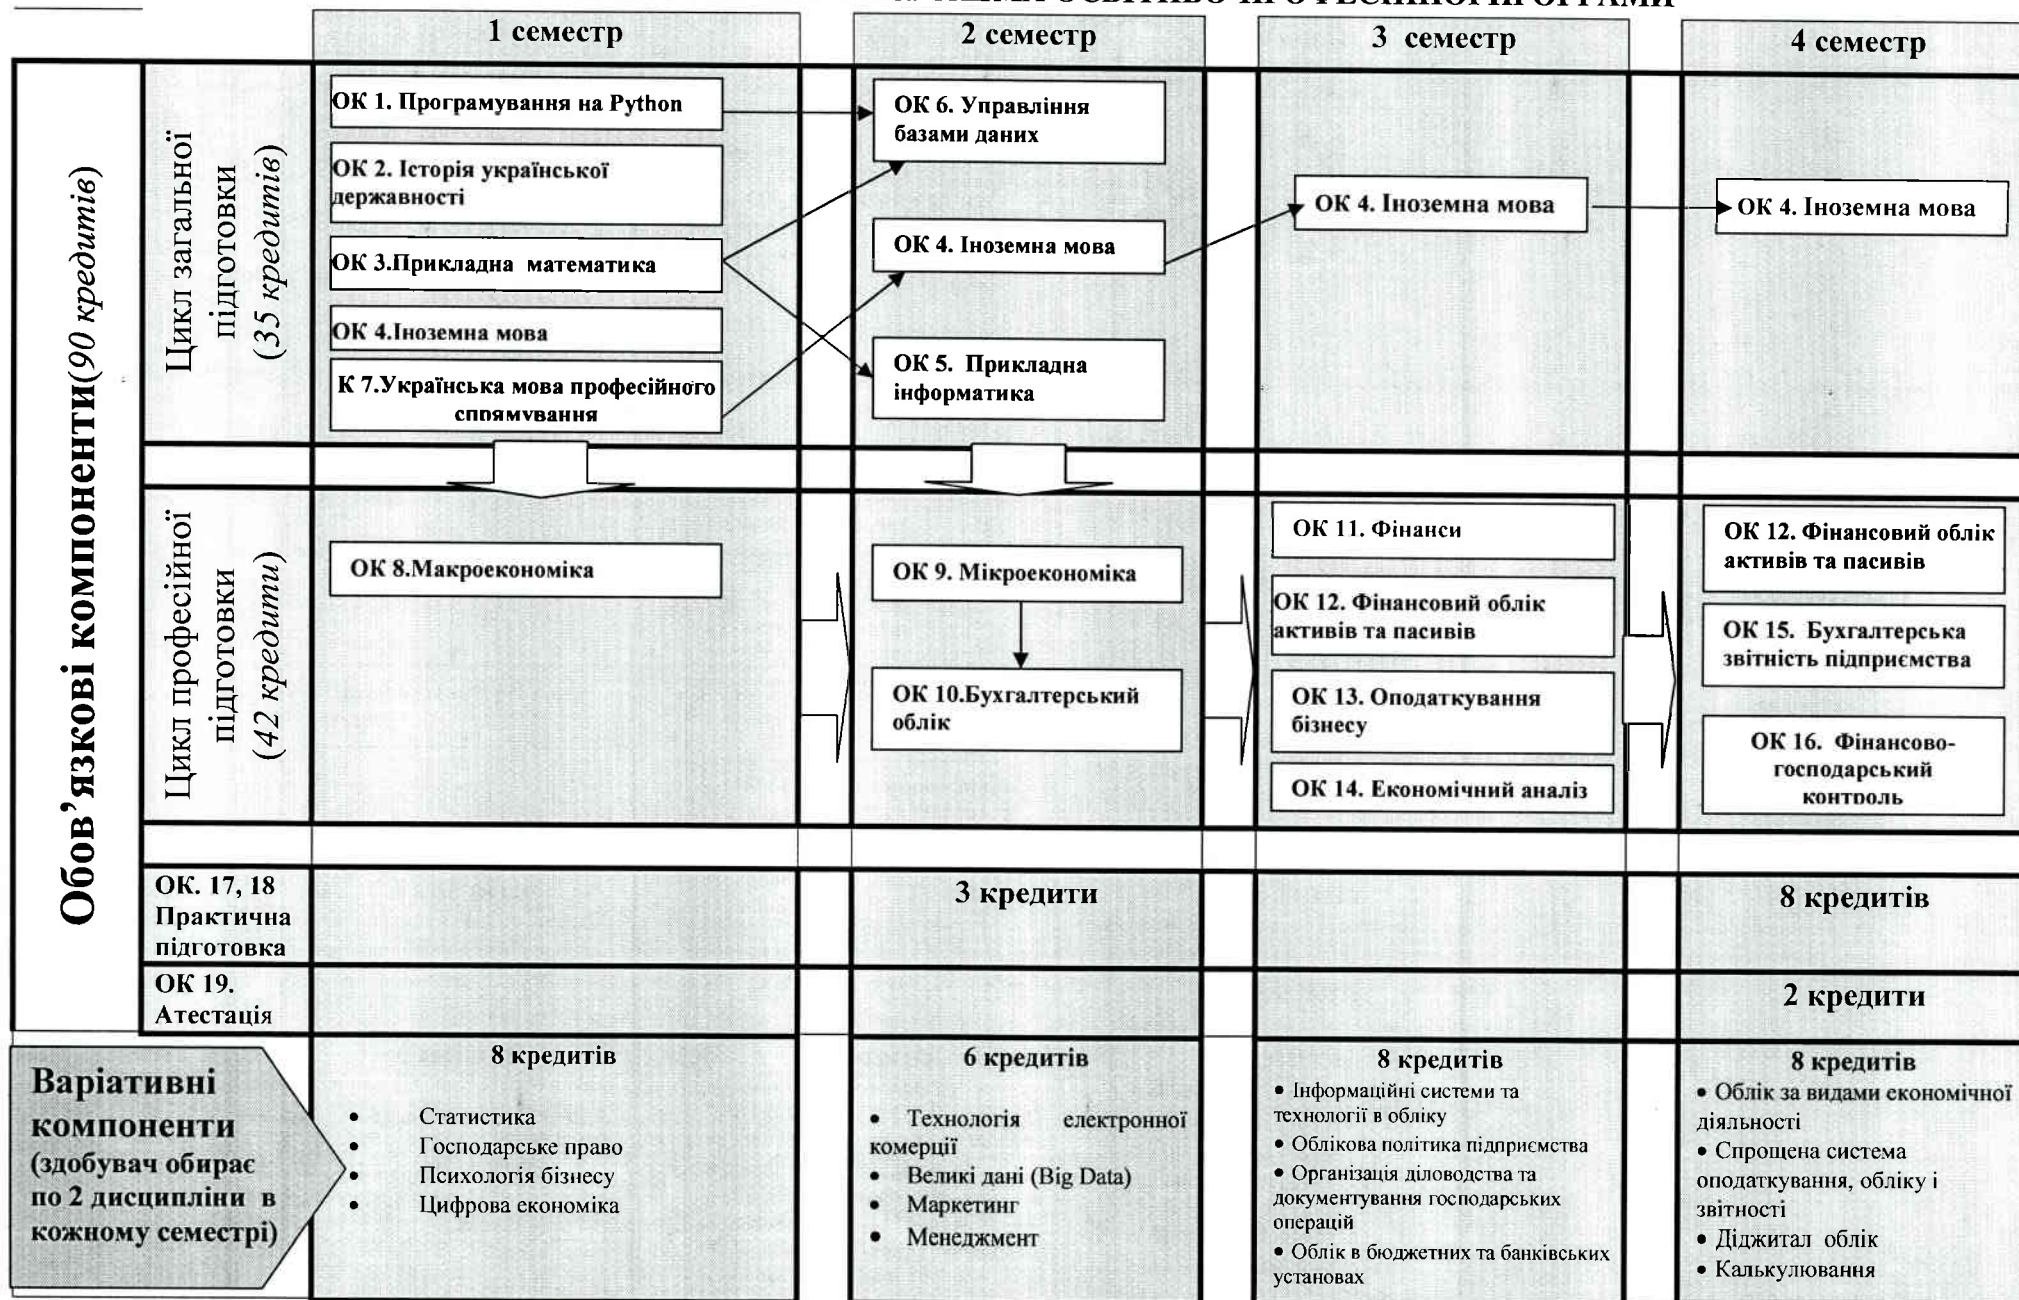 1 семестр
2 семестр
3 семестр
4 семестр
Обов’язкові компоненти(90 кредитів)
Цикл загальної
підготовки
(35 кредитів)
ОК 1. Програмування на Python
ОК 2. Історія української
державності
ОК 3.Прикладна математика
ОК 4.Іноземна мова
К 7.Українська мова професійного
спрямування
ОК 6. Управління
базами даних
ОК 4. Іноземна мова
ОК 5. Прикладна
інформатика
ОК 4. Іноземна мова
ОК 4. Іноземна мова
Цикл професійної
підготовки
(42 кредити)
ОК 8.Макроекономіка
ОК 9. Мікроекономіка
ОК 10.Бухгалтерський
облік
ОК 11. Фінанси
ОК 12. Фінансовий облік
активів та пасивів
ОК 13. Оподаткування
бізнесу
ОК 14. Економічний аналіз
ОК 12. Фінансовий облік
активів та пасивів
ОК 15. Бухгалтерська
звітність підприємства
ОК 16. Фінансово-
господарський
контроль
ОК. 17, 18
Практична
підготовка
3 кредити
8 кредитів
ОК 19.
Атестація
2 кредити
Варіативні
компоненти
(здобувач обирає
по 2 дисципліни в
кожному семестрі)
8 кредитів
• Статистика
• Господарське право
• Психологія бізнесу
• Цифрова економіка
6 кредитів
• Технологія електронної
комерції
• Великі дані (Big Data)
• Маркетинг
• Менеджмент
8 кредитів
• Інформаційні системи та
технології в обліку
• Облікова політика підприємства
• Організація діловодства та
документування господарських
операцій
• Облік в бюджетних та банківських
установах
8 кредитів
• Облік за видами економічної
діяльності
• Спрощена система
оподаткування, обліку і
звітності
• Діджитал облік
• Калькулювання